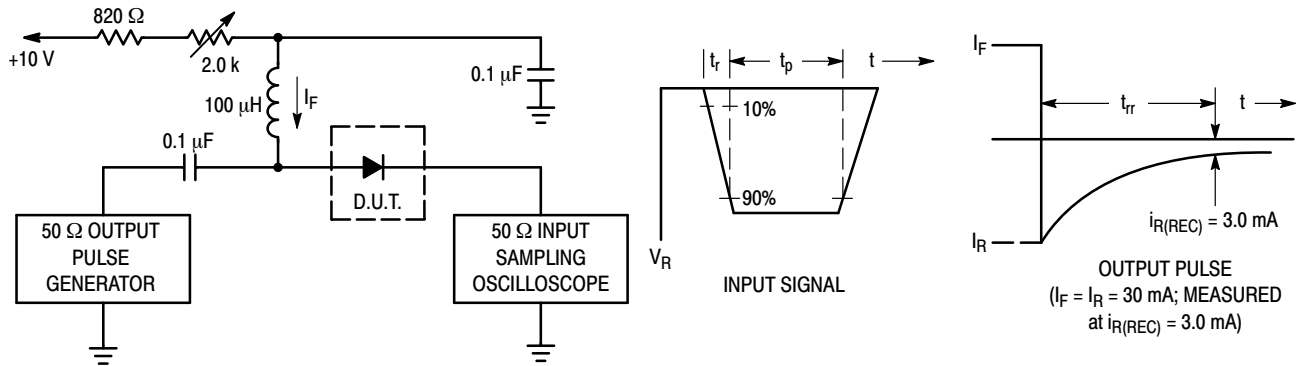 820 Ω
+10 V
2.0 k
0.1 μF
100 μH
I_F
0.1 μF
D.U.T.
50 Ω OUTPUT
PULSE
GENERATOR
50 Ω INPUT
SAMPLING
OSCILLOSCOPE
t_r
t_p
t
10%
90%
V_R
INPUT SIGNAL
I_F
t_rr
t
i_R(REC) = 3.0 mA
I_R
OUTPUT PULSE
(I_F = I_R = 30 mA; MEASURED
at i_R(REC) = 3.0 mA)